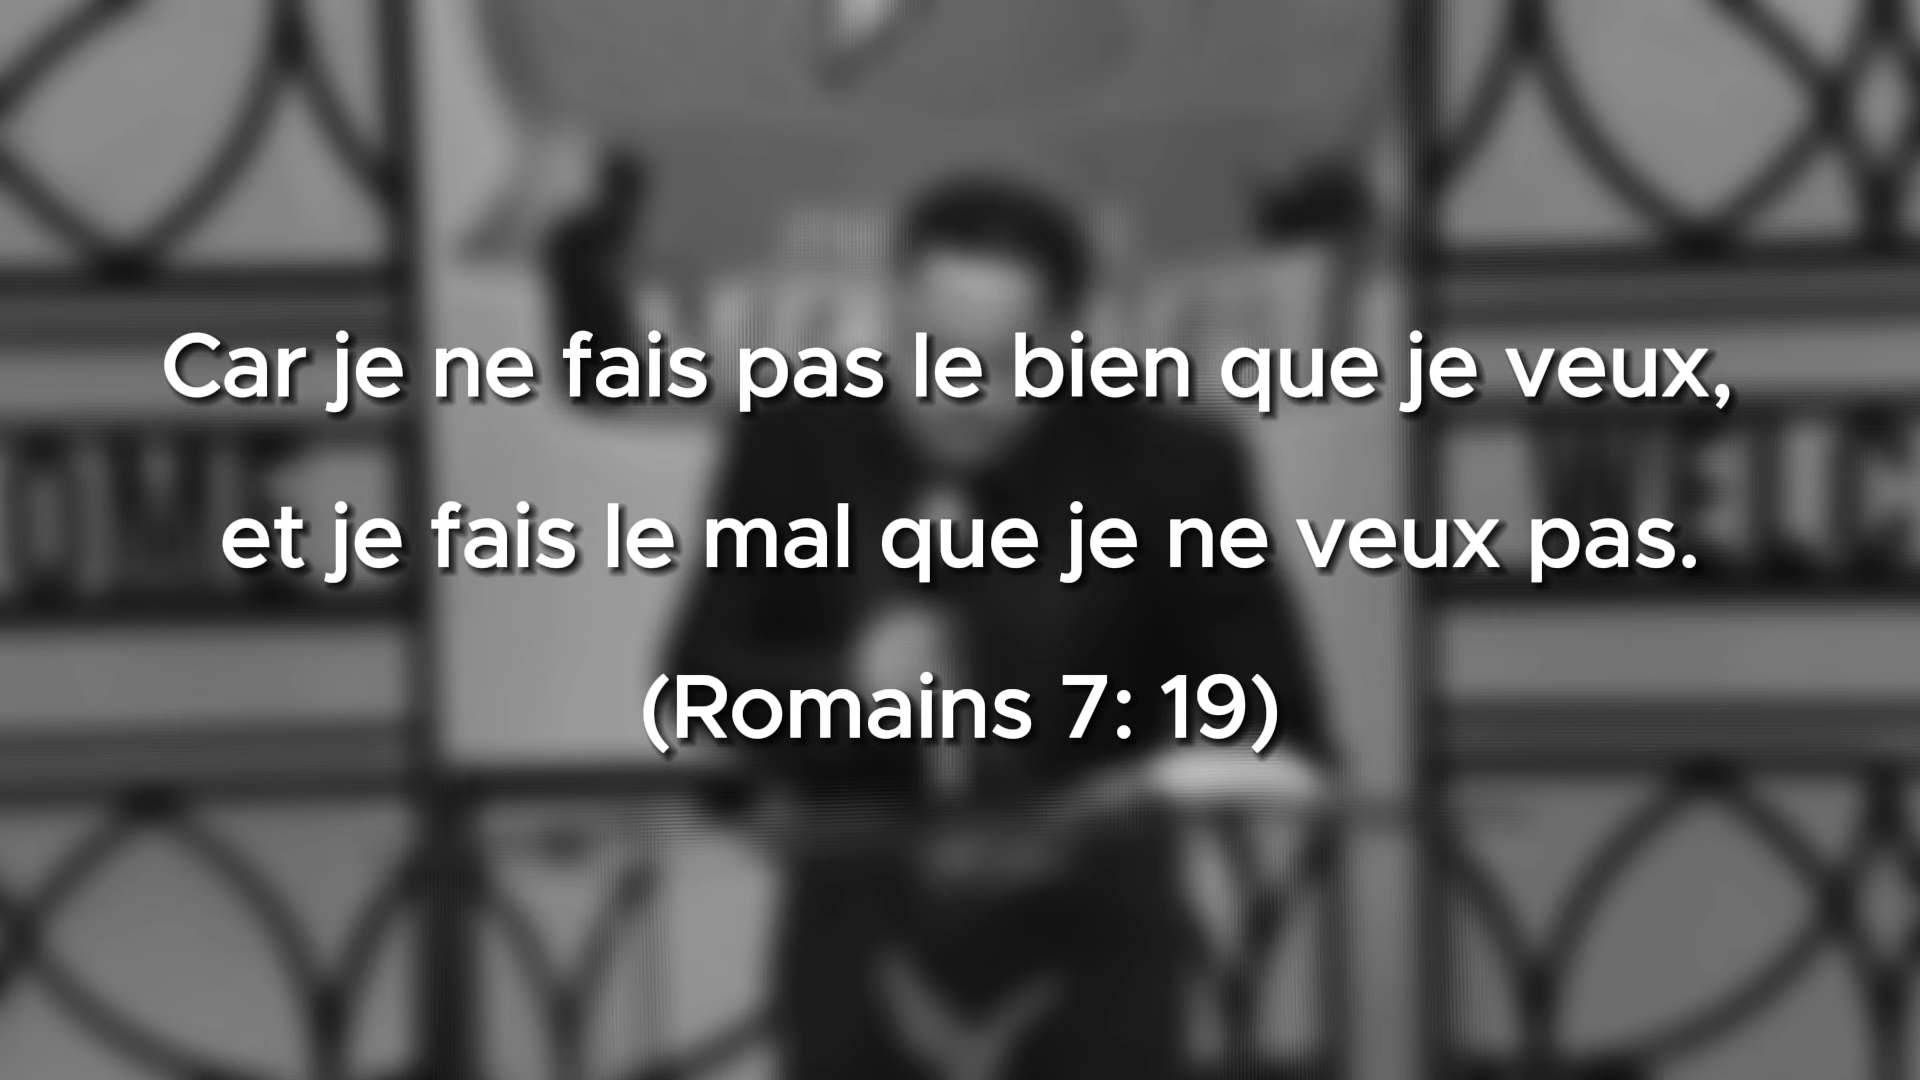 Car je ne fais pas le bien que je veux,
et je fais le mal que je ne veux pas.
(Romains 7: 19)